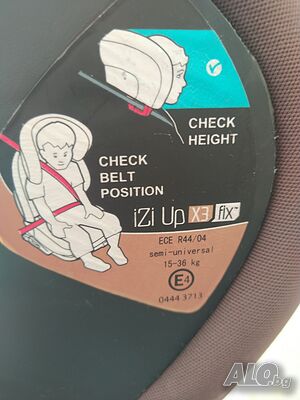 CHECK
HEIGHT
CHECK
BELT
POSITION
iZi Up X3 fix™
ECE R44/04
semi-universal
15-36 kg
E4
0444 3713
ALO.bg